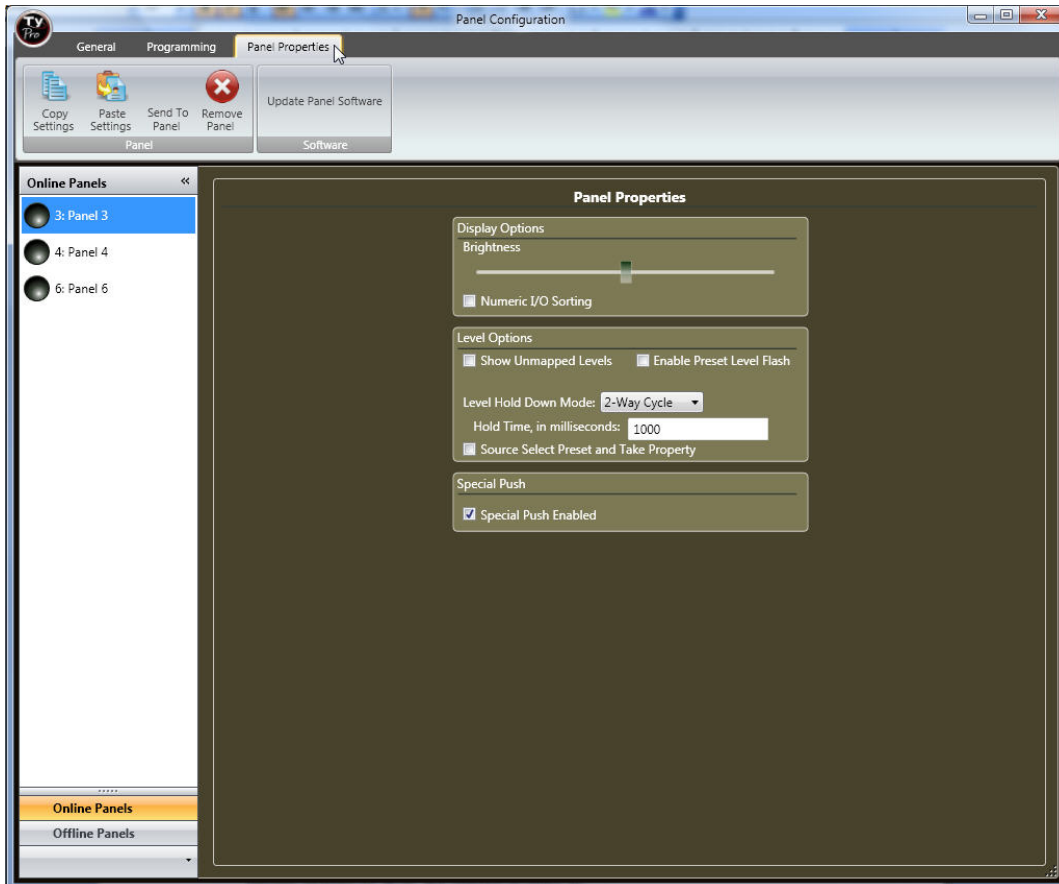 Panel Configuration
Ty
Pro
General Programming Panel Properties
Copy Settings
Paste Settings
Send To Panel
Remove Panel
Update Panel Software
Panel
Software
Online Panels
3: Panel 3
4: Panel 4
6: Panel 6
Online Panels
Offline Panels
Panel Properties
Display Options
Brightness
Numeric I/O Sorting
Level Options
Show Unmapped Levels Enable Preset Level Flash
Level Hold Down Mode: 2-Way Cycle
Hold Time, in milliseconds: 1000
Source Select Preset and Take Property
Special Push
Special Push Enabled